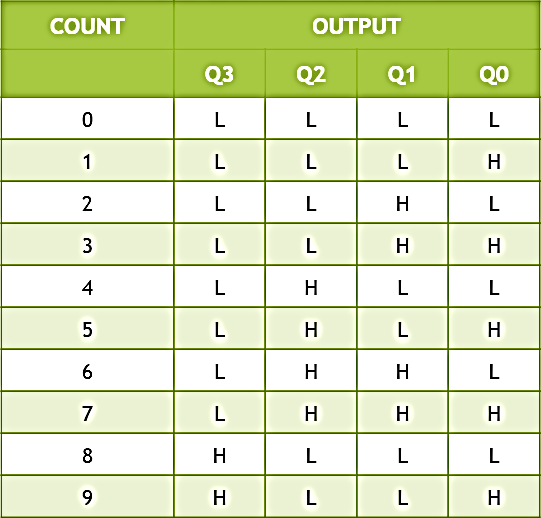 COUNT OUTPUT
Q3 Q2 Q1 Q0
0 L L L L
1 L L L H
2 L L H L
3 L L H H
4 L H L L
5 L H L H
6 L H H L
7 L H H H
8 H L L L
9 H L L H